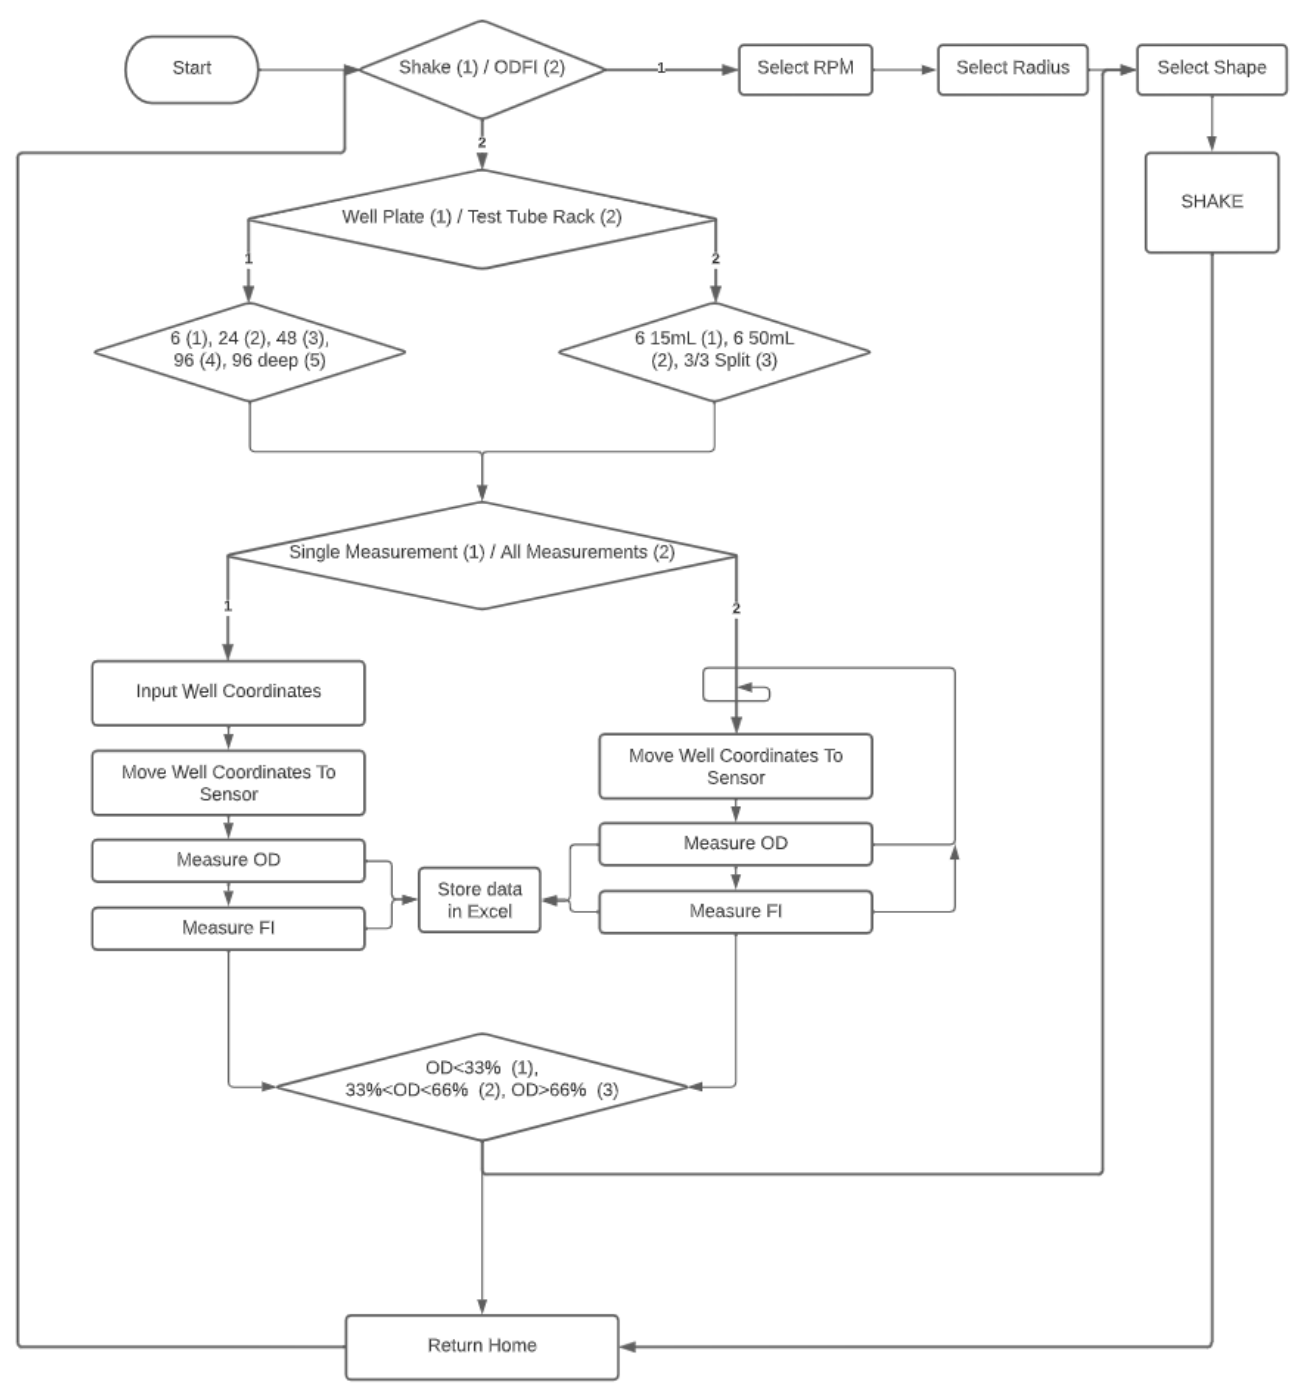 Start
Shake (1) / ODFI (2)
1
Select RPM
Select Radius
Select Shape
2
SHAKE
Well Plate (1) / Test Tube Rack (2)
1
2
6 (1), 24 (2), 48 (3),
96 (4), 96 deep (5)
6 15mL (1), 6 50mL
(2), 3/3 Split (3)
Single Measurement (1) / All Measurements (2)
1
2
Input Well Coordinates
Move Well Coordinates To
Sensor
Measure OD
Measure FI
Move Well Coordinates To
Sensor
Measure OD
Measure FI
Store data
in Excel
OD<33% (1),
33%<OD<66% (2), OD>66% (3)
Return Home